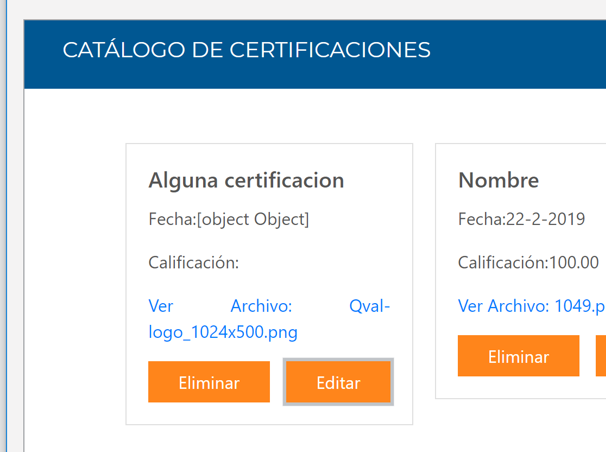 CATÁLOGO DE CERTIFICACIONES
Alguna certificacion
Fecha:[object Object]
Calificación:
Ver Archivo: Qval-
logo_1024x500.png
Eliminar
Editar
Nombre
Fecha:22-2-2019
Calificación:100.00
Ver Archivo: 1049.p
Eliminar